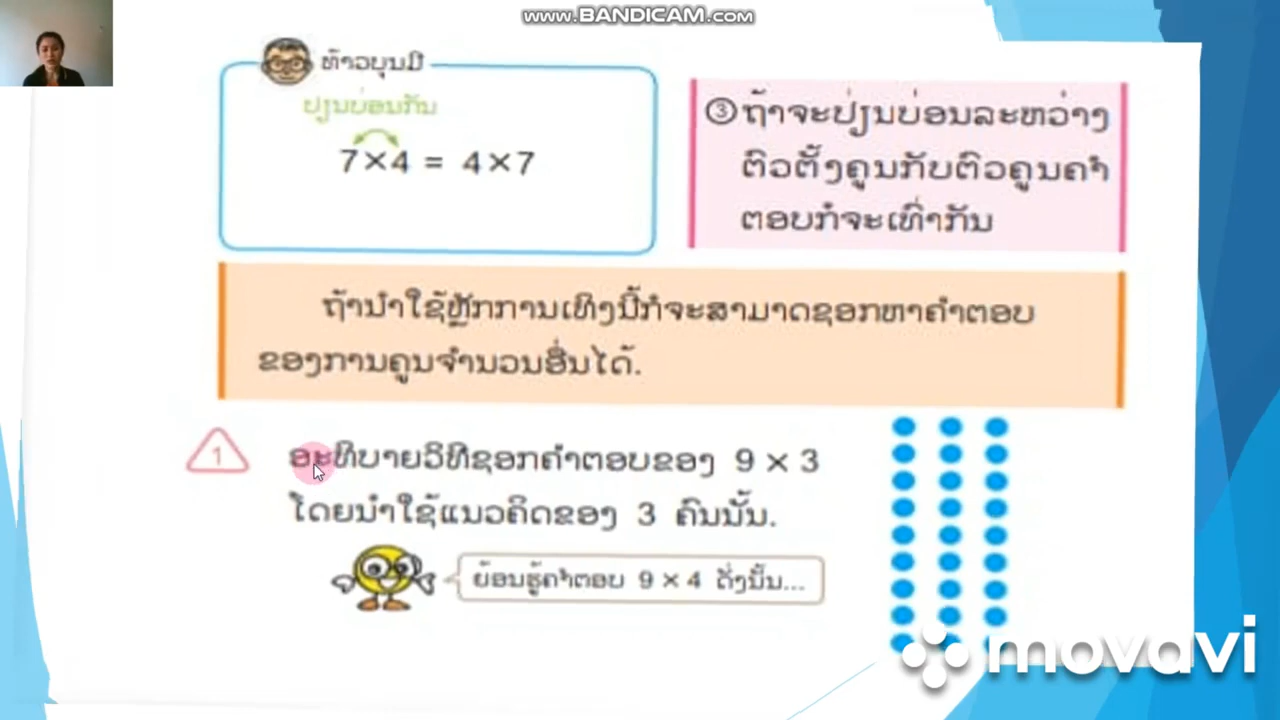 www.BANDICAM.com
ທ້າວບຸນມີ
ປ່ຽນບ່ອນກັນ
7×4 = 4×7
③ ຖ້າຈະປ່ຽນບ່ອນລະຫວ່າງ
ຕົວຕັ້ງຄູນກັບຕົວຄູນຄຳ
ຕອບກໍຈະເທົ່າກັນ
ຖ້ານຳໃຊ້ຫຼັກການເທິງນີ້ກໍຈະສາມາດຊອກຫາຄຳຕອບ
ຂອງການຄູນຈຳນວນອື່ນໄດ້.
1 ອະທິບາຍວິທີຊອກຄຳຕອບຂອງ 9 × 3
ໂດຍນຳໃຊ້ແນວຄິດຂອງ 3 ຄົນນັ້ນ.
ຍ້ອນຮູ້ຄຳຕອບ 9 × 4 ດັ່ງນັ້ນ...
movavi